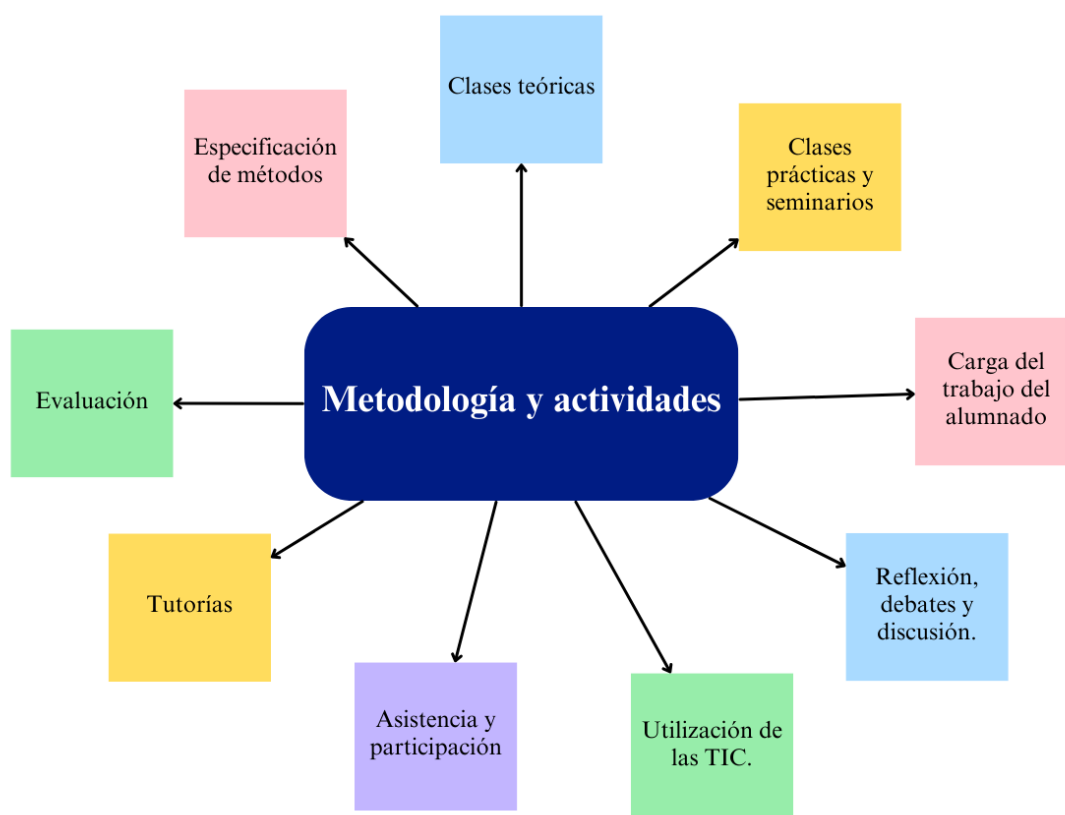 Clases teóricas
Especificación
de métodos
Clases
prácticas y
seminarios
Metodología y actividades
Evaluación
Carga del
trabajo del
alumnado
Tutorías
Reflexión,
debates y
discusión.
Asistencia y
participación
Utilización de
las TIC.